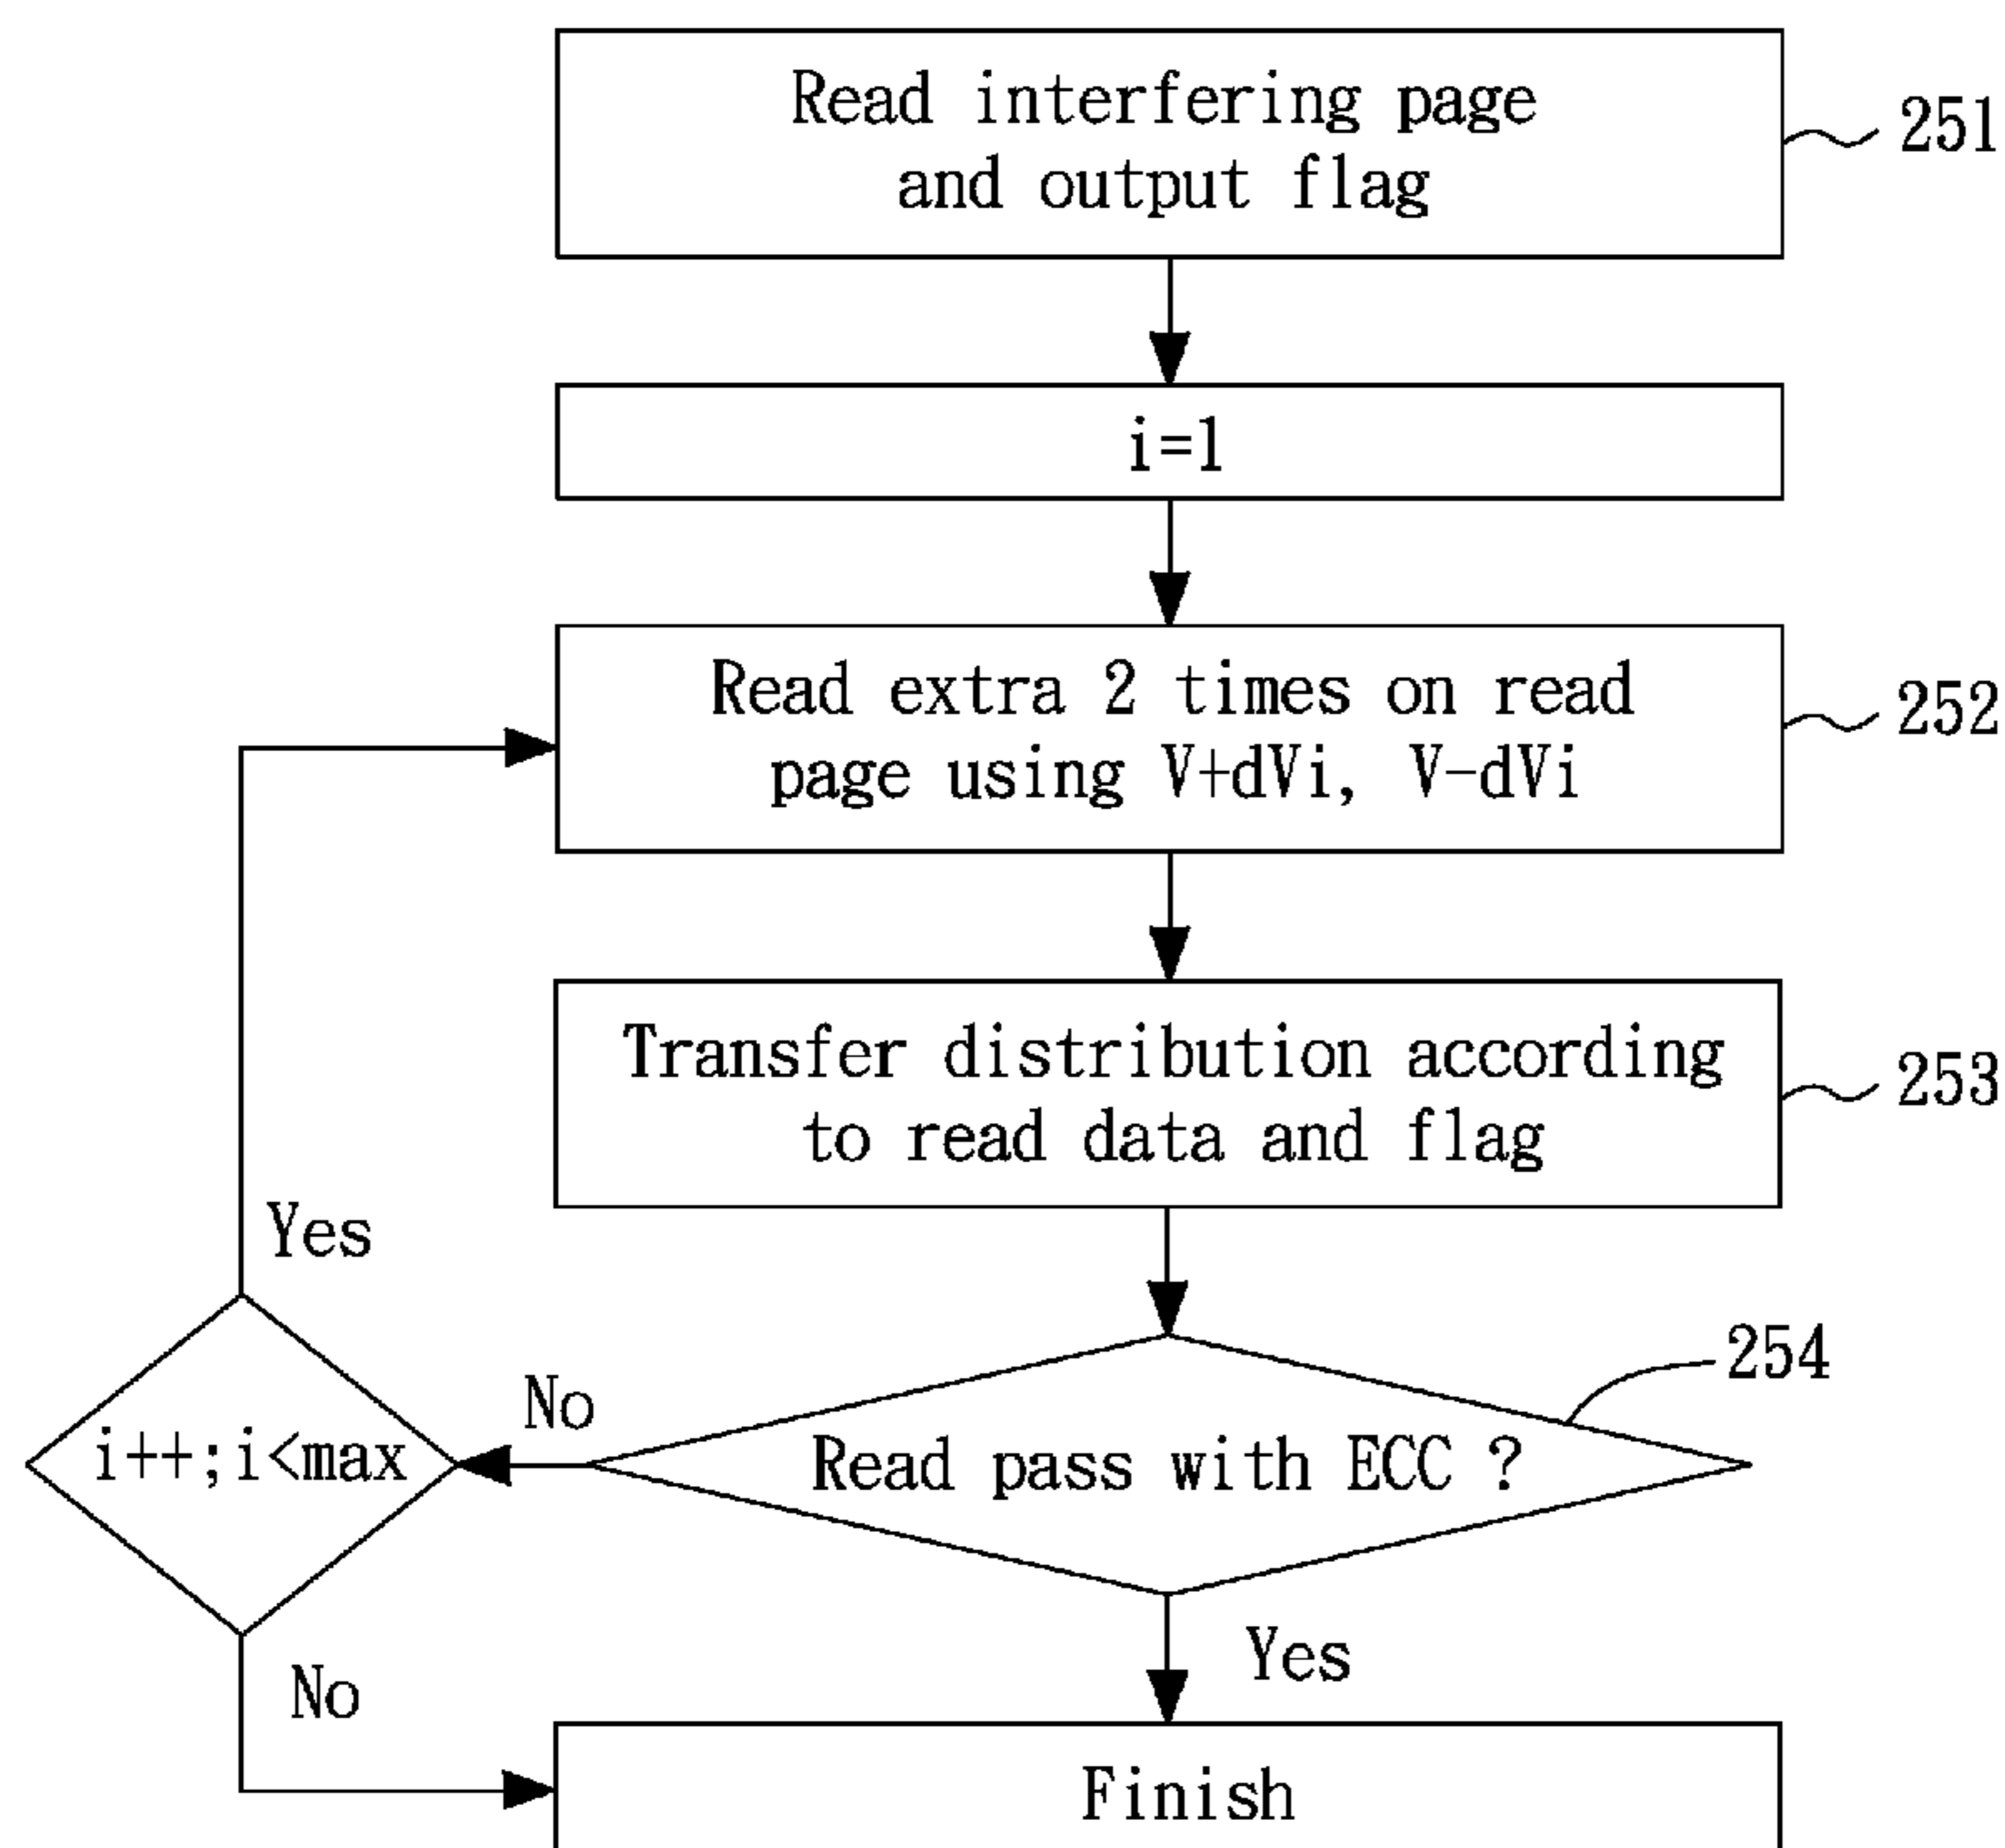 Read interfering page
and output flag
251
i=1
Read extra 2 times on read
page using V+dVi, V-dVi
252
Transfer distribution according
to read data and flag
253
Yes
254
No
i++;i<max
Read pass with ECC ?
Yes
No
Finish